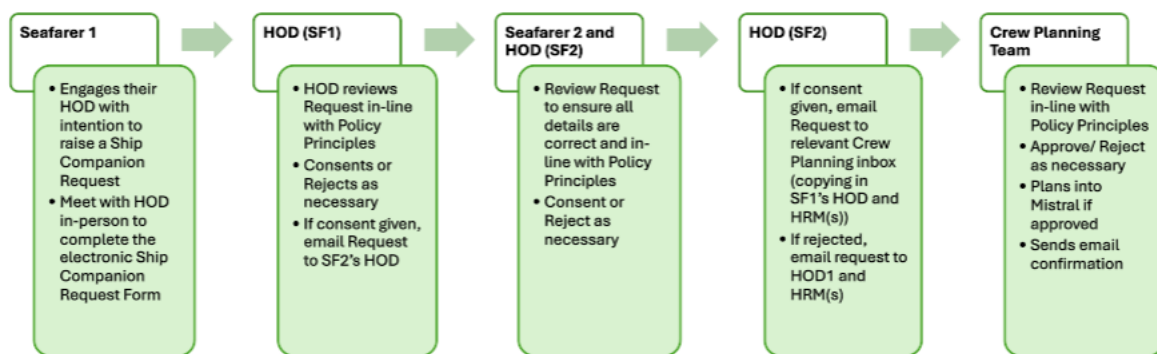 Seafarer 1
• Engages their
HOD with
intention to
raise a Ship
Companion
Request
• Meet with HOD
in-person to
complete the
electronic Ship
Companion
Request Form
HOD (SF1)
• HOD reviews
Request in-line
with Policy
Principles
• Consents or
Rejects as
necessary
• If consent given,
email Request
to SF2's HOD
Seafarer 2 and
HOD (SF2)
• Review Request
to ensure all
details are
correct and in-
line with Policy
Principles
• Consent or
Reject as
necessary
HOD (SF2)
• If consent
given, email
Request to
relevant Crew
Planning inbox
(copying in
SF1's HOD and
HRM(s))
• If rejected,
email request to
HOD1 and
HRM(s)
Crew Planning
Team
• Review Request
in-line with
Policy Principles
• Approve/ Reject
as necessary
• Plans into
Mistral if
approved
• Sends email
confirmation